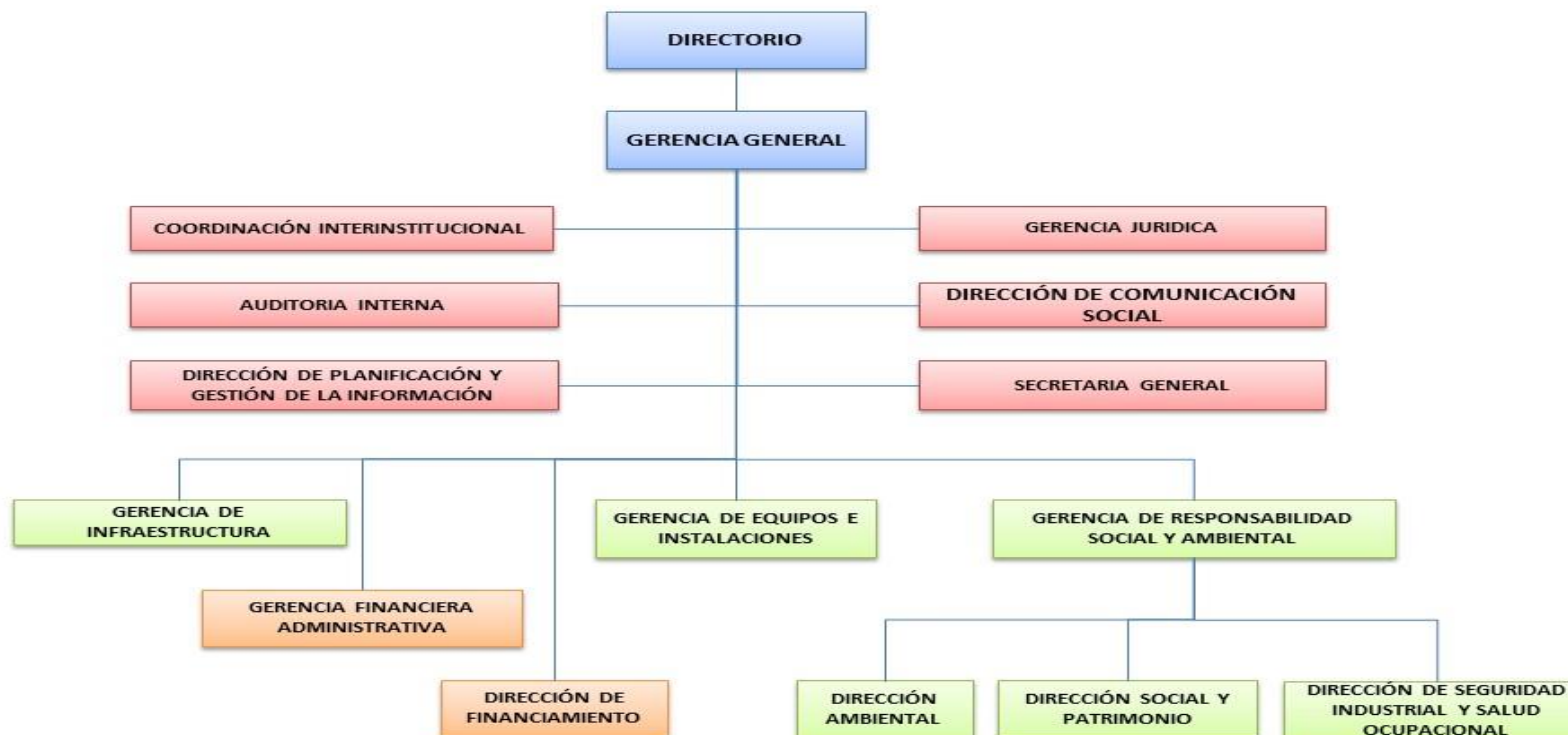 DIRECTORIO
GERENCIA GENERAL
COORDINACIÓN INTERINSTITUCIONAL
GERENCIA JURIDICA
AUDITORIA INTERNA
DIRECCIÓN DE COMUNICACIÓN
SOCIAL
DIRECCIÓN DE PLANIFICACIÓN Y
GESTIÓN DE LA INFORMACIÓN
SECRETARIA GENERAL
GERENCIA DE
INFRAESTRUCTURA
GERENCIA DE EQUIPOS E
INSTALACIONES
GERENCIA DE RESPONSABILIDAD
SOCIAL Y AMBIENTAL
GERENCIA FINANCIERA
ADMINISTRATIVA
DIRECCIÓN DE
FINANCIAMIENTO
DIRECCIÓN
AMBIENTAL
DIRECCIÓN SOCIAL Y
PATRIMONIO
DIRECCIÓN DE SEGURIDAD
INDUSTRIAL Y SALUD
OCUPACIONAL